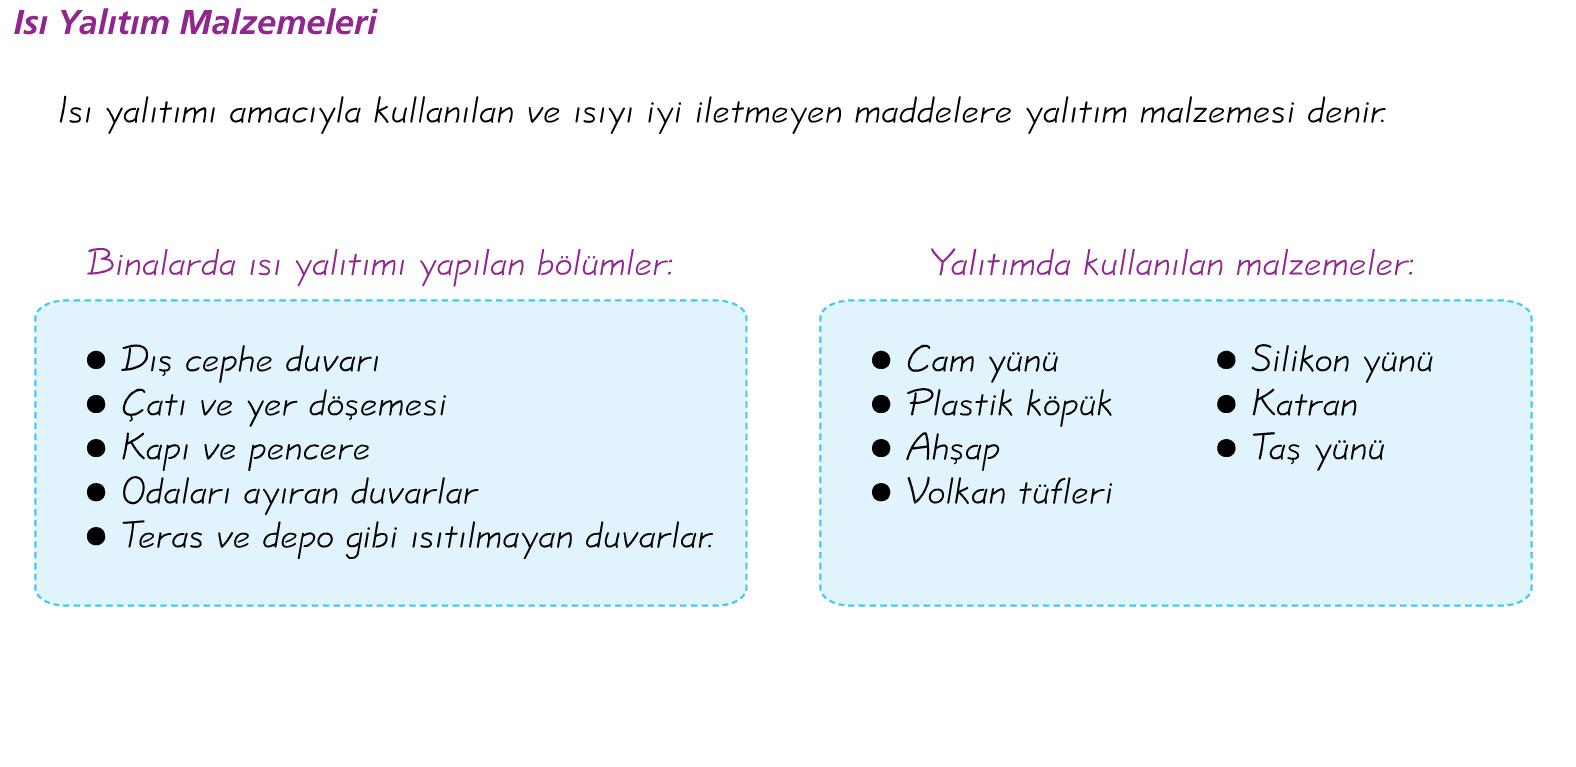 Isı Yalıtım Malzemeleri
Isı yalıtımı amacıyla kullanılan ve ısıyı iyi iletmeyen maddelere yalıtım malzemesi denir.
Binalarda ısı yalıtımı yapılan bölümler:
● Dış cephe duvarı
● Çatı ve yer döşemesi
● Kapı ve pencere
● Odaları ayıran duvarlar
● Teras ve depo gibi ısıtılmayan duvarlar.
Yalıtımda kullanılan malzemeler:
● Cam yünü
● Plastik köpük
● Ahşap
● Volkan tüfleri
● Silikon yünü
● Katran
● Taş yünü